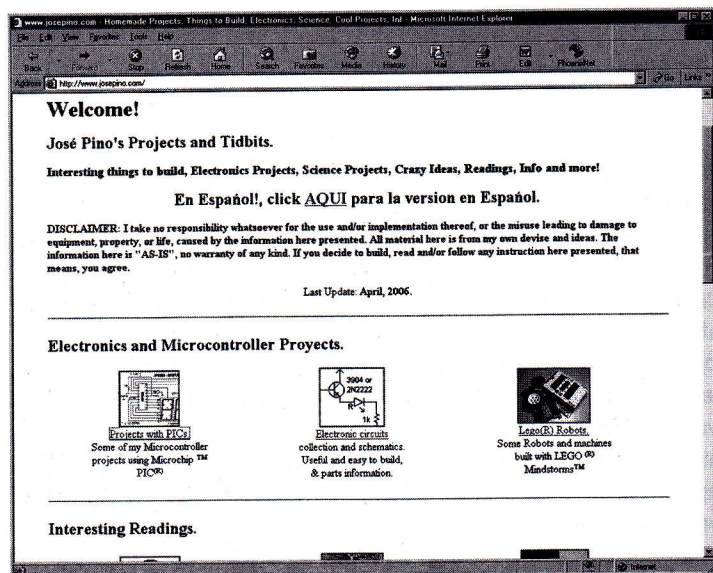 www.josepino.com - Homemade Projects, Things to Build, Electronics, Science, Cool Projects, Inf - Microsoft Internet Explorer
File Edit View Favorites Tools Help
Back Forward Stop Refresh Home Search Favorites Media History Mail Print Edit PhoenixNet
Address http://www.josepino.com/ Go Links »
Welcome!
José Pino's Projects and Tidbits.
Interesting things to build, Electronics Projects, Science Projects, Crazy Ideas, Readings, Info and more!
En Español!, click AQUI para la version en Español.
DISCLAIMER: I take no responsibility whatsoever for the use and/or implementation thereof, or the misuse leading to damage to
equipment, property, or life, caused by the information here presented. All material here is from my own devise and ideas. The
information here is "AS-IS", no warranty of any kind. If you decide to build, read and/or follow any instruction here presented, that
means, you agree.
Last Update: April, 2006.
Electronics and Microcontroller Proyects.
3904 or
2N2222
R
1k
Projects with PICs.
Some of my Microcontroller
projects using Microchip ™
PIC®)
Electronic circuits
collection and schematics.
Useful and easy to build,
& parts information.
Lego(R) Robots.
Some Robots and machines
built with LEGO ®
Mindstorms™
Interesting Readings.
Internet